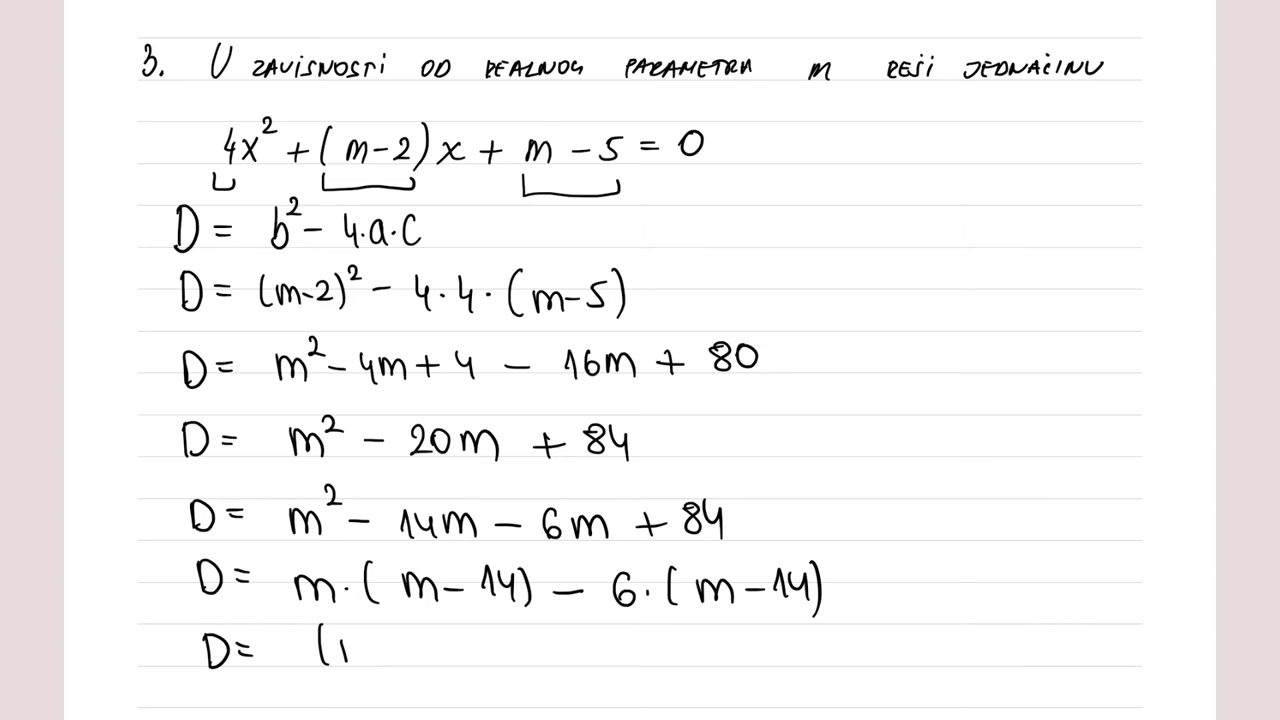 3. U ZAVISNOSTI OD REALNOG PARAMETRA m REŠI JEDNAČINU
4x² + (m-2)x + m - 5 = 0
D = b² - 4·a·c
D = (m-2)² - 4·4·(m-5)
D = m² - 4m + 4 - 16m + 80
D = m² - 20m + 84
D = m² - 14m - 6m + 84
D = m·(m-14) - 6·(m-14)
D = (